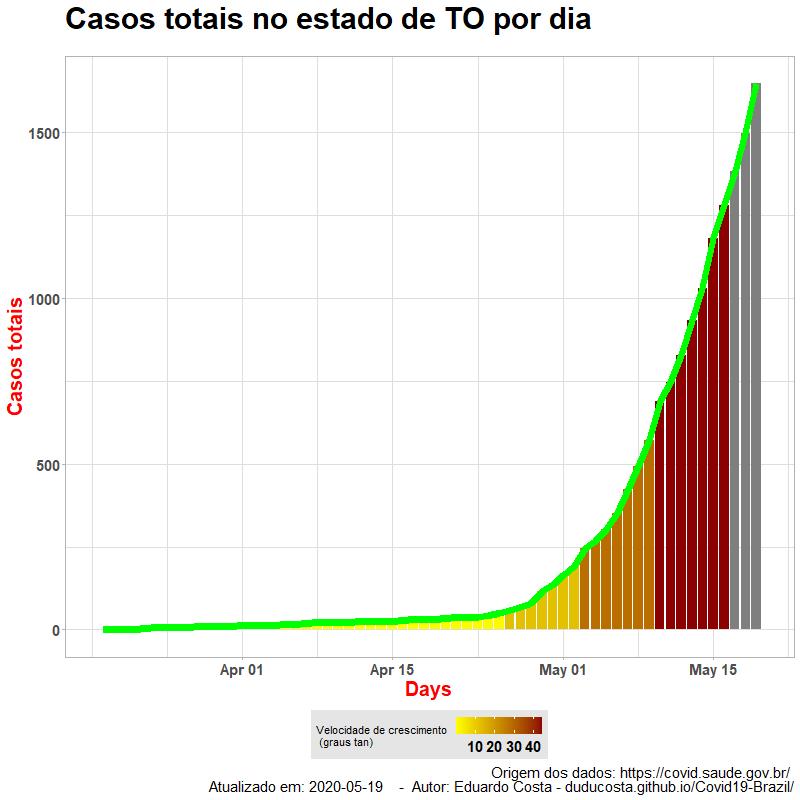 Casos totais no estado de TO por dia
Casos totais
1500
1000
500
0
Apr 01 Apr 15 May 01 May 15
Days
Velocidade de crescimento
(graus tan)
10 20 30 40
Origem dos dados: https://covid.saude.gov.br/
Atualizado em: 2020-05-19 - Autor: Eduardo Costa - duducosta.github.io/Covid19-Brazil/